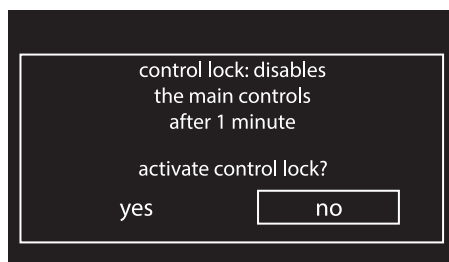 control lock: disables
the main controls
after 1 minute
activate control lock?
yes no